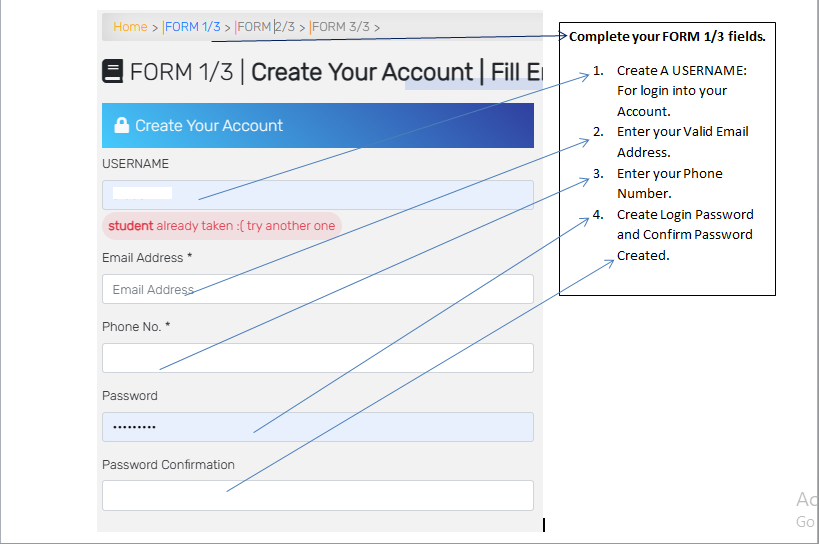 Home > |FORM 1/3 > |FORM 2/3 > |FORM 3/3 >
FORM 1/3 | Create Your Account | Fill
Create Your Account
USERNAME
student already taken :( try another one
Email Address *
Email Address
Phone No. *
Password
•••••••••
Password Confirmation
Complete your FORM 1/3 fields.
1. Create A USERNAME:
For login into your
Account.
2. Enter your Valid Email
Address.
3. Enter your Phone
Number.
4. Create Login Password
and Confirm Password
Created.
Go